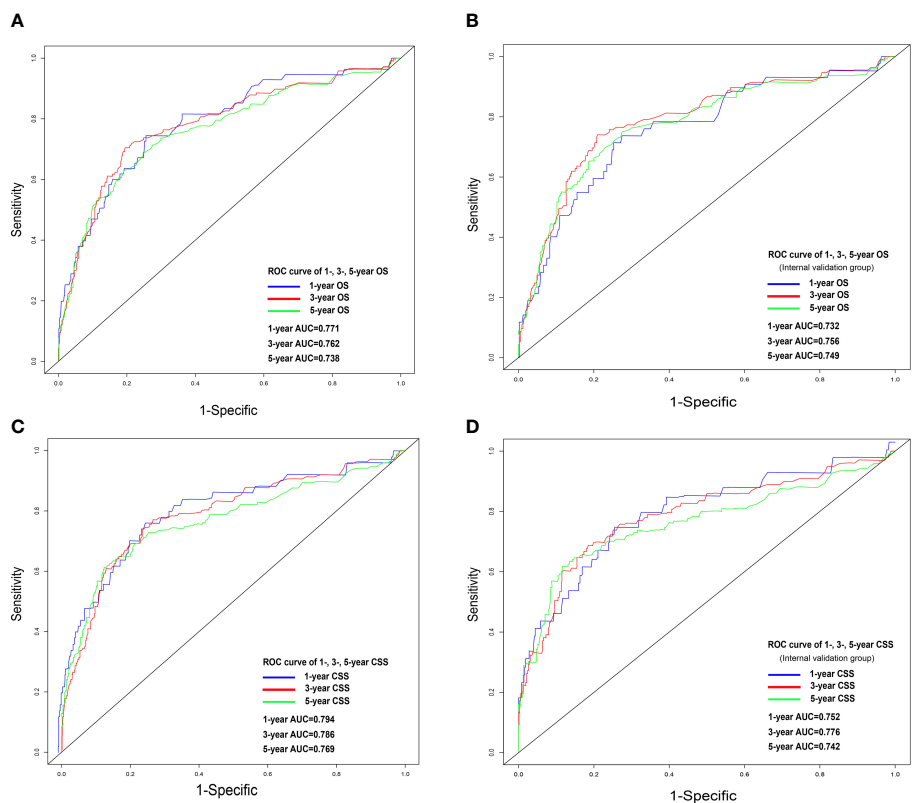 A
Sensitivity
1.0
0.8
0.6
0.4
0.2
0.0
ROC curve of 1-, 3-, 5-year OS
1-year OS
3-year OS
5-year OS
1-year AUC=0.771
3-year AUC=0.762
5-year AUC=0.738
0.0 0.2 0.4 0.6 0.8 1.0
1-Specific
B
Sensitivity
1.0
0.8
0.6
0.4
0.2
0.0
ROC curve of 1-, 3-, 5-year OS
(Internal validation group)
1-year OS
3-year OS
5-year OS
1-year AUC=0.732
3-year AUC=0.756
5-year AUC=0.749
0.0 0.2 0.4 0.6 0.8 1.0
1-Specific
C
Sensitivity
1.0
0.8
0.6
0.4
0.2
0.0
ROC curve of 1-, 3-, 5-year CSS
1-year CSS
3-year CSS
5-year CSS
1-year AUC=0.794
3-year AUC=0.786
5-year AUC=0.769
0.0 0.2 0.4 0.6 0.8 1.0
1-Specific
D
Sensitivity
1.0
0.8
0.6
0.4
0.2
0.0
ROC curve of 1-, 3-, 5-year CSS
(Internal validation group)
1-year CSS
3-year CSS
5-year CSS
1-year AUC=0.752
3-year AUC=0.776
5-year AUC=0.742
0.0 0.2 0.4 0.6 0.8 1.0
1-Specific